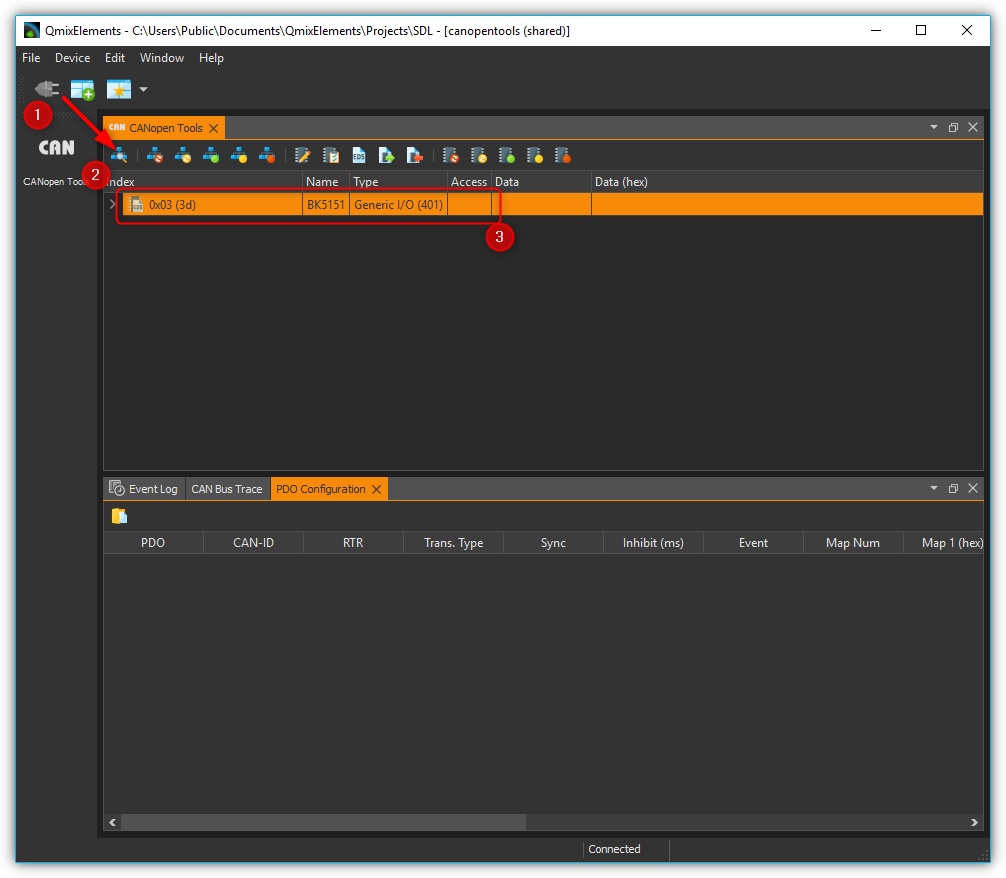 QmixElements - C:\Users\Public\Documents\QmixElements\Projects\SDL - [canopentools (shared)]
File Device Edit Window Help
1
CAN CANopen Tools
CAN
EDS
2
CANopen Tools
Index Name Type Access Data Data (hex)
EDS 0x03 (3d) BK5151 Generic I/O (401)
3
Event Log CAN Bus Trace PDO Configuration
PDO CAN-ID RTR Trans. Type Sync Inhibit (ms) Event Map Num Map 1 (hex)
Connected